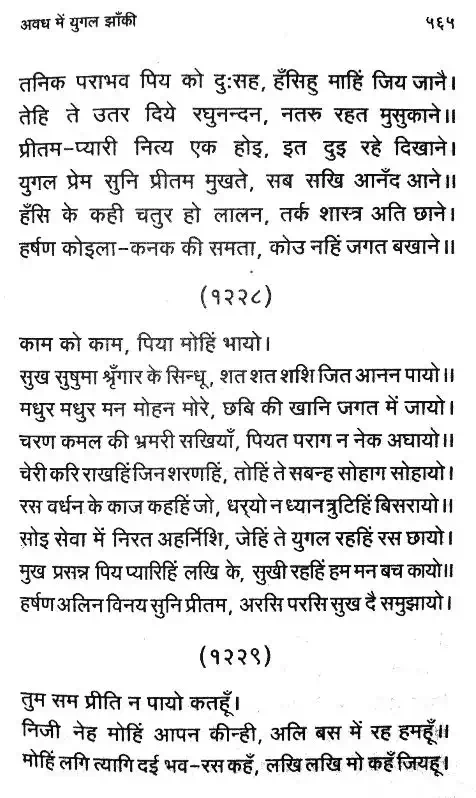 अवध में युगल झाँकी ५६५
तनिक पराभव पिय को दुःसह, हँसिहु माहिं जिय जानै।
तेहि ते उतर दिये रघुनन्दन, नतरु रहत मुसुकाने॥
प्रीतम-प्यारी नित्य एक होइ, इत दुइ रहे दिखाने।
युगल प्रेम सुनि प्रीतम मुखते, सब सखि आनँद आने॥
हँसि के कही चतुर हो लालन, तर्क शास्त्र अति छाने।
हर्षण कोइला-कनक की समता, कोउ नहिं जगत बखाने॥
(१२२८)
काम को काम, पिया मोहिं भायो।
सुख सुषुमा श्रृँगार के सिन्धू, शत शत शशि जित आनन पायो॥
मधुर मधुर मन मोहन मोरे, छबि की खानि जगत में जायो।
चरण कमल की भ्रमरी सखियाँ, पियत पराग न नेक अघायो॥
चेरी करि राखहिं जिन शरणहिं, तोहिं ते सबन्ह सोहाग सोहायो।
रस वर्धन के काज कहहिं जो, धर्‌यो न ध्यान त्रुटिहिं बिसरायो॥
सोइ सेवा में निरत अहर्निशि, जेहिं ते युगल रहहिं रस छायो।
मुख प्रसन्न पिय प्यारिहिं लखि के, सुखी रहहिं हम मन बच कायो॥
हर्षण अलिन विनय सुनि प्रीतम, अरसि परसि सुख दै समुझायो।
(१२२९)
तुम सम प्रीति न पायो कतहूँ।
निजी नेह मोहिं आपन कीन्ही, अलि बस में रह हमहूँ॥
मोहिं लगि त्यागि दई भव-रस कहँ, लखि लखि मो कहँ जियहू।